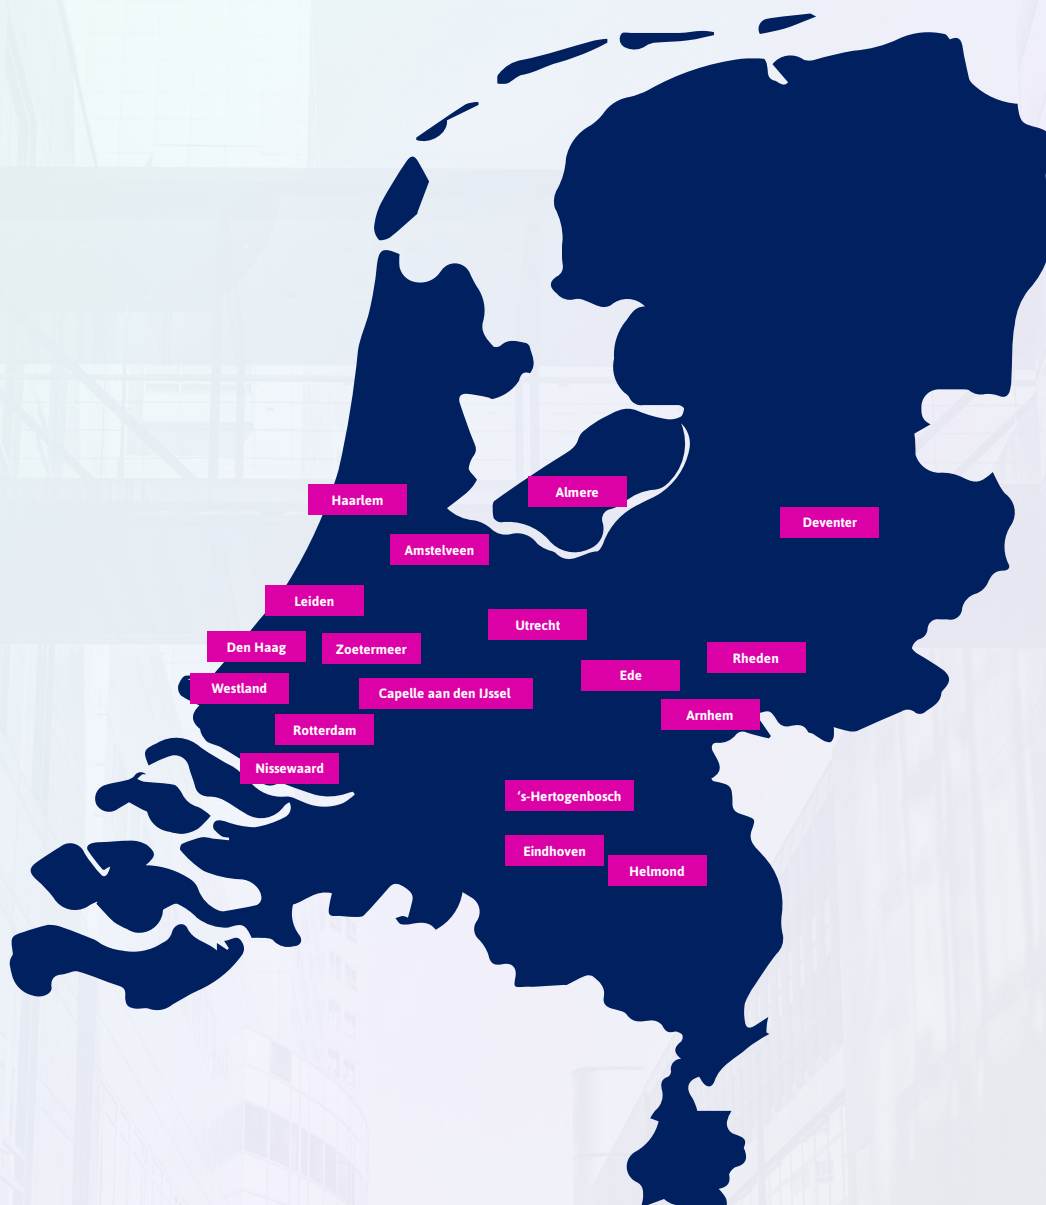 Haarlem
Almere
Deventer
Amstelveen
Leiden
Utrecht
Den Haag
Zoetermeer
Rheden
Ede
Westland
Capelle aan den IJssel
Arnhem
Rotterdam
Nissewaard
‘s-Hertogenbosch
Eindhoven
Helmond